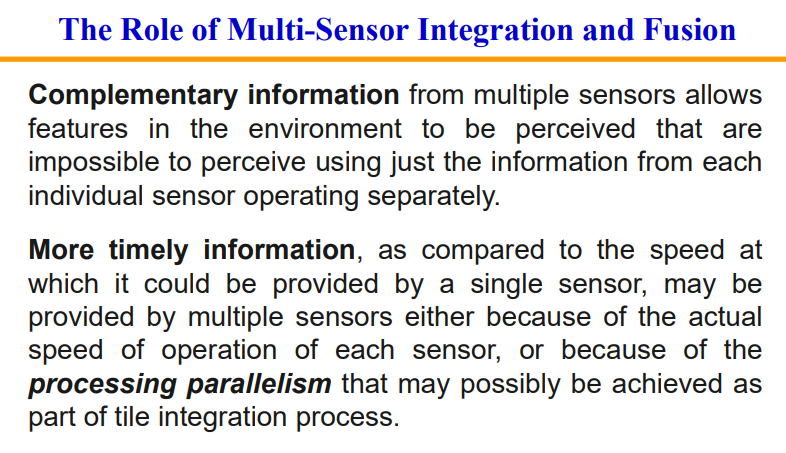 The Role of Multi-Sensor Integration and Fusion
Complementary information from multiple sensors allows
features in the environment to be perceived that are
impossible to perceive using just the information from each
individual sensor operating separately.
More timely information, as compared to the speed at
which it could be provided by a single sensor, may be
provided by multiple sensors either because of the actual
speed of operation of each sensor, or because of the
processing parallelism that may possibly be achieved as
part of tile integration process.